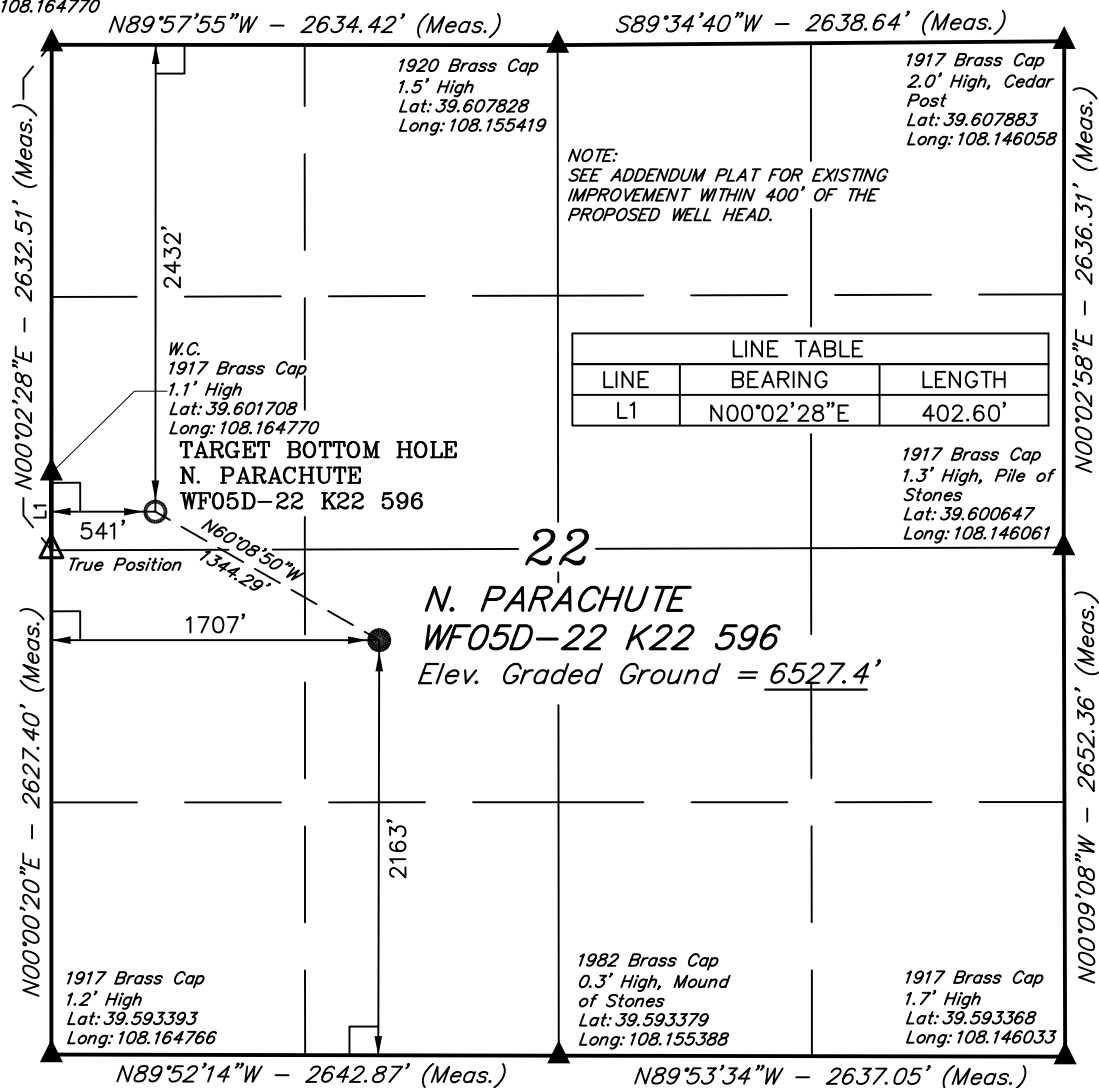 108.164770
N89°57'55"W - 2634.42' (Meas.)
S89°34'40"W - 2638.64' (Meas.)
1920 Brass Cap
1.5' High
Lat: 39.607828
Long: 108.155419
1917 Brass Cap
2.0' High, Cedar
Post
Lat: 39.607883
Long: 108.146058
NOTE:
SEE ADDENDUM PLAT FOR EXISTING
IMPROVEMENT WITHIN 400' OF THE
PROPOSED WELL HEAD.
N00°02'28"E - 2632.51' (Meas.)
2432'
N00°02'58"E - 2636.31' (Meas.)
W.C.
1917 Brass Cap
1.1' High
Lat: 39.601708
Long: 108.164770
LINE TABLE
LINE BEARING LENGTH
L1 N00°02'28"E 402.60'
TARGET BOTTOM HOLE
N. PARACHUTE
WF05D-22 K22 596
1917 Brass Cap
1.3' High, Pile of
Stones
Lat: 39.600647
Long: 108.146061
L1
541'
N60°08'50"W
1344.29'
True Position
22
N. PARACHUTE
WF05D-22 K22 596
Elev. Graded Ground = 6527.4'
1707'
2163'
N00°00'20"E - 2627.40' (Meas.)
N00°09'08"W - 2652.36' (Meas.)
1917 Brass Cap
1.2' High
Lat: 39.593393
Long: 108.164766
1982 Brass Cap
0.3' High, Mound
of Stones
Lat: 39.593379
Long: 108.155388
1917 Brass Cap
1.7' High
Lat: 39.593368
Long: 108.146033
N89°52'14"W - 2642.87' (Meas.)
N89°53'34"W - 2637.05' (Meas.)